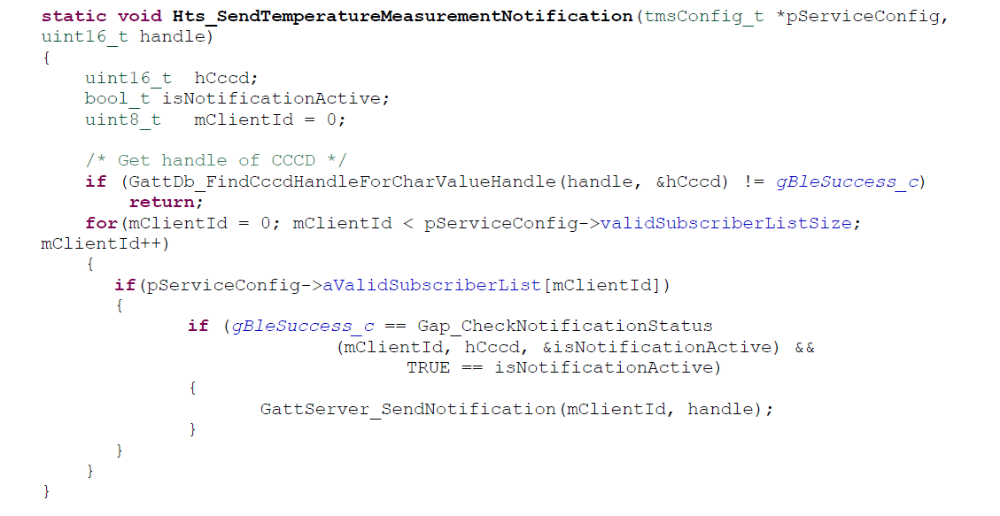 static void Hts_SendTemperatureMeasurementNotification(tmsConfig_t *pServiceConfig,
uint16_t handle)
{
    uint16_t  hCccd;
    bool_t isNotificationActive;
    uint8_t   mClientId = 0;

    /* Get handle of CCCD */
    if (GattDb_FindCccdHandleForCharValueHandle(handle, &hCccd) != gBleSuccess_c)
        return;
    for(mClientId = 0; mClientId < pServiceConfig->validSubscriberListSize;
mClientId++)
    {
       if(pServiceConfig->aValidSubscriberList[mClientId])
       {
              if (gBleSuccess_c == Gap_CheckNotificationStatus
                            (mClientId, hCccd, &isNotificationActive) &&
                                   TRUE == isNotificationActive)
              {
                     GattServer_SendNotification(mClientId, handle);
              }
       }
    }
}